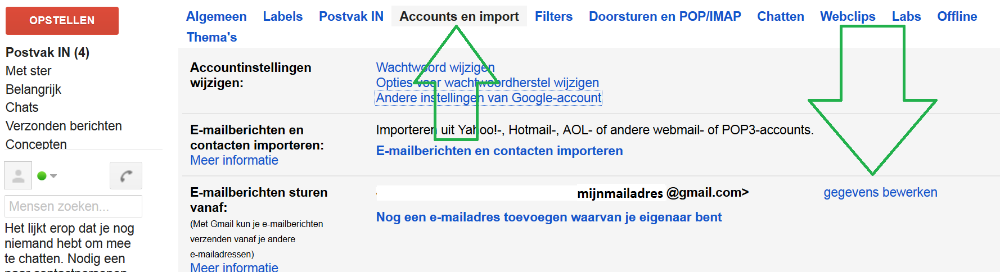 OPSTELLEN
Postvak IN (4)
Met ster
Belangrijk
Chats
Verzonden berichten
Concepten
Mensen zoeken...
Het lijkt erop dat je nog
niemand hebt om mee
te chatten. Nodig een
Algemeen Labels Postvak IN Accounts en import Filters Doorsturen en POP/IMAP Chatten Webclips Labs Offline
Thema's
Accountinstellingen
wijzigen:
Wachtwoord wijzigen
Opties voor wachtwoordherstel wijzigen
Andere instellingen van Google-account
E-mailberichten en
contacten importeren:
Meer informatie
Importeren uit Yahoo!-, Hotmail-, AOL- of andere webmail- of POP3-accounts.
E-mailberichten en contacten importeren
E-mailberichten sturen
vanaf:
(Met Gmail kun je e-mailberichten
verzenden vanaf je andere
e-mailadressen)
Meer informatie
mijnmailadres @gmail.com>
gegevens bewerken
Nog een e-mailadres toevoegen waarvan je eigenaar bent